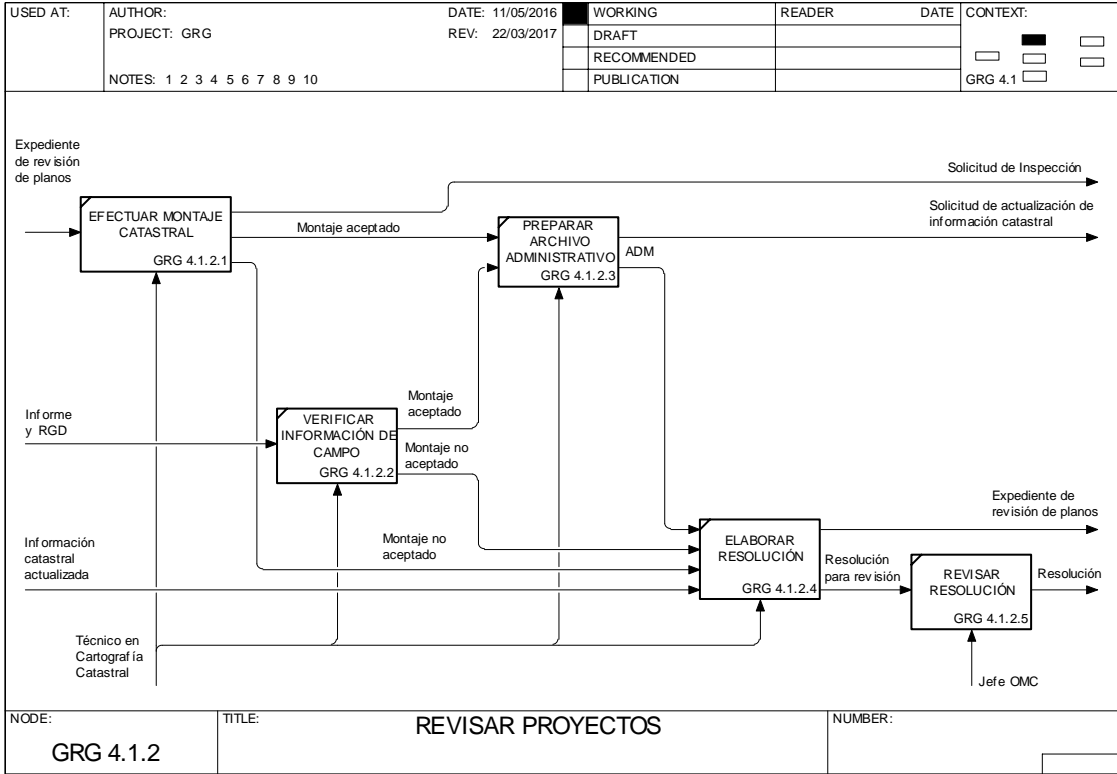 USED AT:
AUTHOR:
DATE: 11/05/2016
WORKING
READER
DATE
CONTEXT:
PROJECT: GRG
REV: 22/03/2017
DRAFT
RECOMMENDED
NOTES: 1 2 3 4 5 6 7 8 9 10
PUBLICATION
GRG 4.1
Expediente
de revisión
de planos
Solicitud de Inspección
EFECTUAR MONTAJE
CATASTRAL
GRG 4.1.2.1
Montaje aceptado
PREPARAR
ARCHIVO
ADMINISTRATIVO
GRG 4.1.2.3
Solicitud de actualización de
información catastral
ADM
Informe
y RGD
VERIFICAR
INFORMACIÓN DE
CAMPO
GRG 4.1.2.2
Montaje
aceptado
Montaje no
aceptado
Información
catastral
actualizada
Montaje no
aceptado
ELABORAR
RESOLUCIÓN
GRG 4.1.2.4
Expediente de
revisión de planos
Resolución
para revisión
REVISAR
RESOLUCIÓN
GRG 4.1.2.5
Resolución
Técnico en
Cartografía
Catastral
Jefe OMC
NODE:
GRG 4.1.2
TITLE:
REVISAR PROYECTOS
NUMBER: